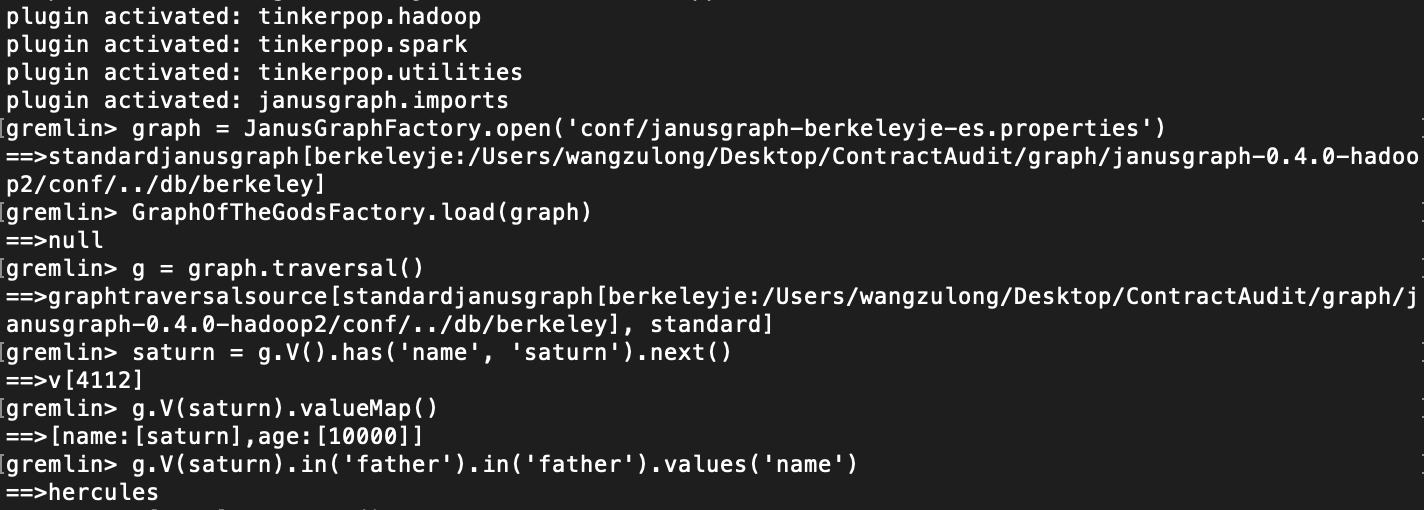 plugin activated: tinkerpop.hadoop
plugin activated: tinkerpop.spark
plugin activated: tinkerpop.utilities
plugin activated: janusgraph.imports
[gremlin> graph = JanusGraphFactory.open('conf/janusgraph-berkeleyje-es.properties')
==>standardjanusgraph[berkeleyje:/Users/wangzulong/Desktop/ContractAudit/graph/janusgraph-0.4.0-hadoo
p2/conf/../db/berkeley]
[gremlin> GraphOfTheGodsFactory.load(graph)
==>null
[gremlin> g = graph.traversal()
==>graphtraversalsource[standardjanusgraph[berkeleyje:/Users/wangzulong/Desktop/ContractAudit/graph/j
anusgraph-0.4.0-hadoop2/conf/../db/berkeley], standard]
[gremlin> saturn = g.V().has('name', 'saturn').next()
==>v[4112]
[gremlin> g.V(saturn).valueMap()
==>[name:[saturn],age:[10000]]
[gremlin> g.V(saturn).in('father').in('father').values('name')
==>hercules